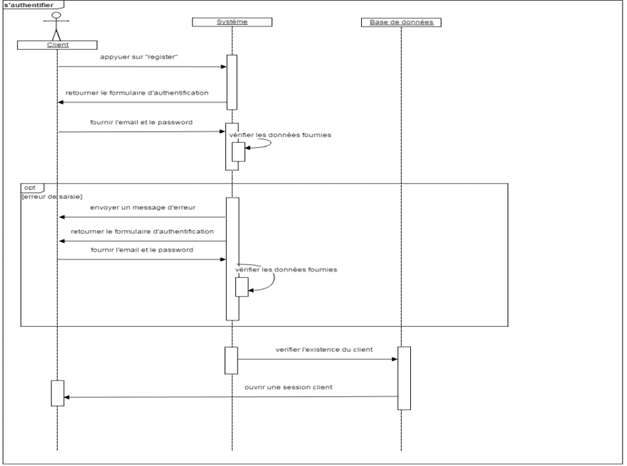 s'authentifier
Système
Base de données
Client
appyuer sur "register"
retourner le formulaire d'authentification
fournir l'email et le password
vérifier les données fournies
opt
[erreur de saisie]
envoyer un message d'erreur
retourner le formulaire d'authentification
fournir l'email et le password
vérifier les données fournies
vérifier l'existence du client
ouvrir une session client